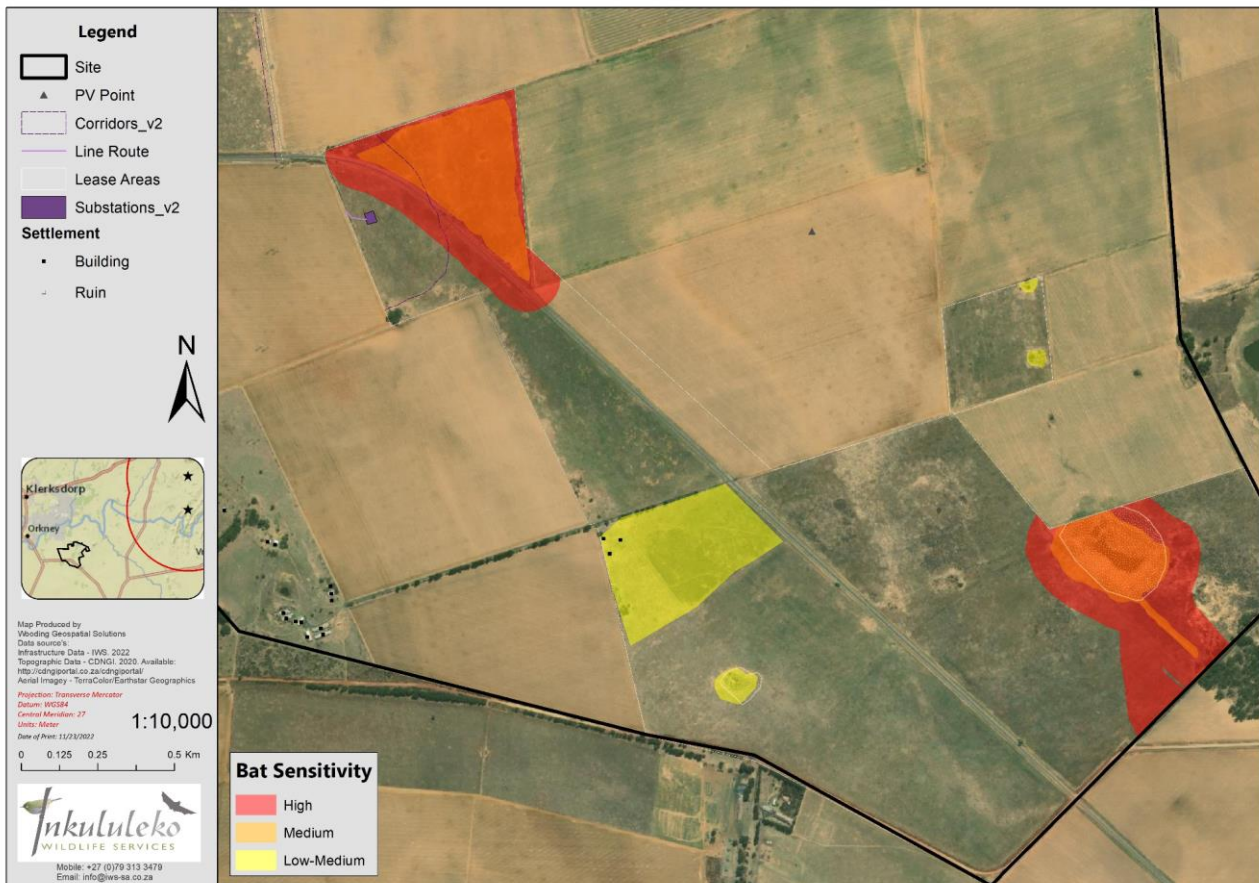 Legend
Site
PV Point
Corridors_v2
Line Route
Lease Areas
Substations_v2
Settlement
Building
Ruin
N
Klerksdorp
Orkney
Map Produced by
Wooding Geospatial Solutions
Data source's:
Infrastructure Data - IWS. 2022
Topographic Data - CDNGI. 2020. Available:
http://cdngiportal.co.za/cdngiportal/
Aerial Imagey - TerraColor/Earthstar Geographics
Projection: Transverse Mercator
Datum: WGS84
Central Meridian: 27
Units: Meter
1:10,000
Date of Print: 11/23/2022
0 0.125 0.25 0.5 Km
Inkululeko
WILDLIFE SERVICES
Mobile: +27 (0)79 313 3479
Email: info@iws-sa.co.za
Bat Sensitivity
High
Medium
Low-Medium